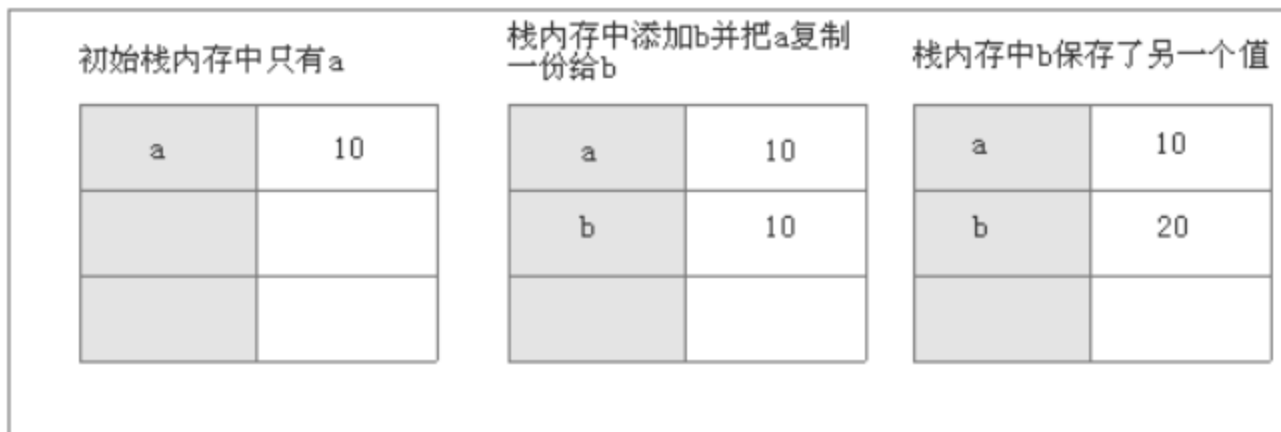 初始栈内存中只有a
a 10
栈内存中添加b并把a复制
一份给b
a 10
b 10
栈内存中b保存了另一个值
a 10
b 20